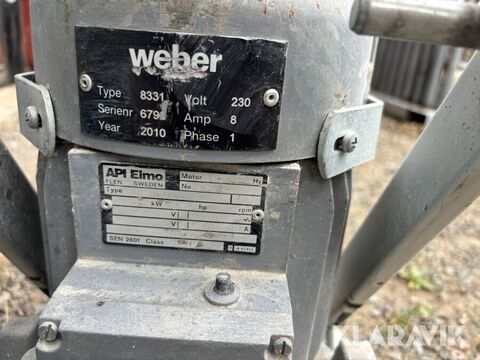 weber
Type 8331 Volt 230
Serienr 679 Amp 8
Year 2010 Phase 1
API Elmo Motor Hz
FLEN SWEDEN No
Type
kW hp rpm
V
V A
SEN 2601 Class
KLARAVIK